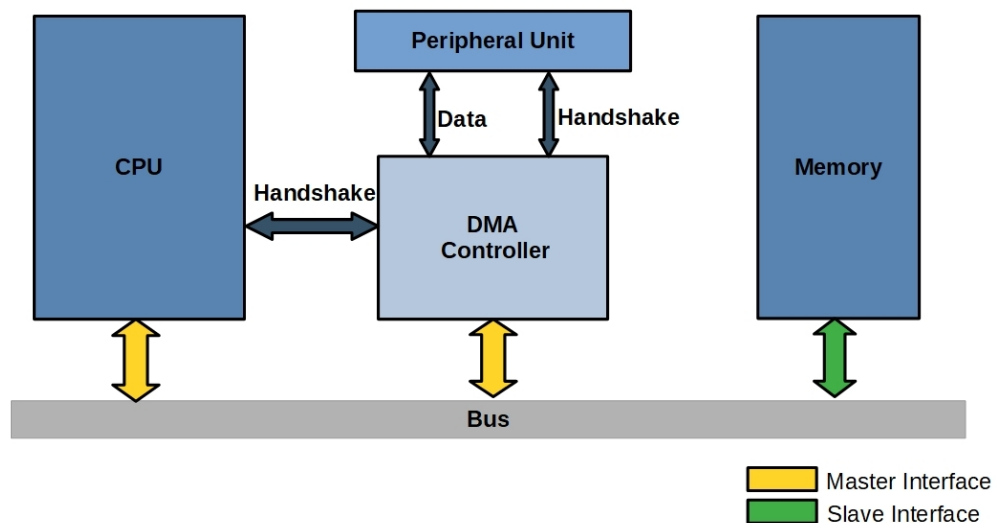 Peripheral Unit
Data
Handshake
CPU
Memory
Handshake
DMA
Controller
Bus
Master Interface
Slave Interface